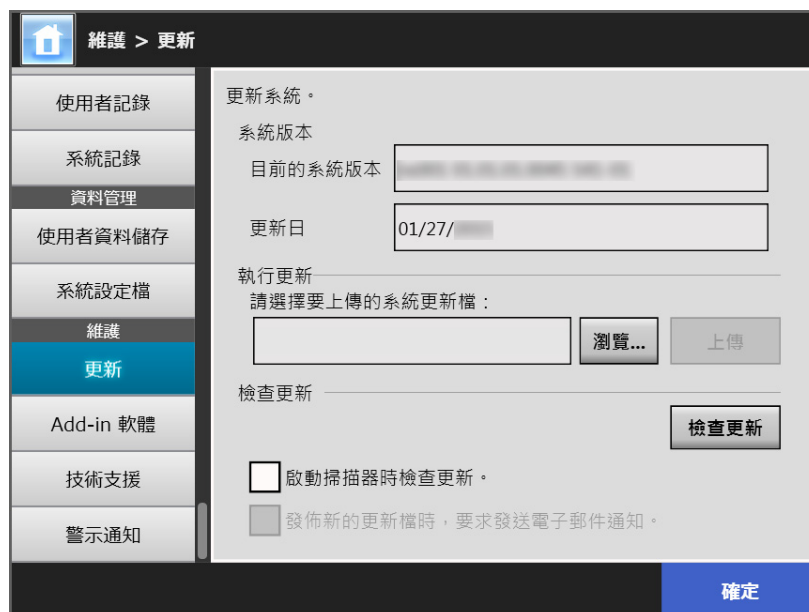 維護 > 更新
使用者記錄
系統記錄
資料管理
使用者資料儲存
系統設定檔
維護
更新
Add-in 軟體
技術支援
警示通知
更新系統。
系統版本
目前的系統版本
更新日 01/27/
執行更新
請選擇要上傳的系統更新檔：
瀏覽... 上傳
檢查更新
檢查更新
啟動掃描器時檢查更新。
發佈新的更新檔時，要求發送電子郵件通知。
確定